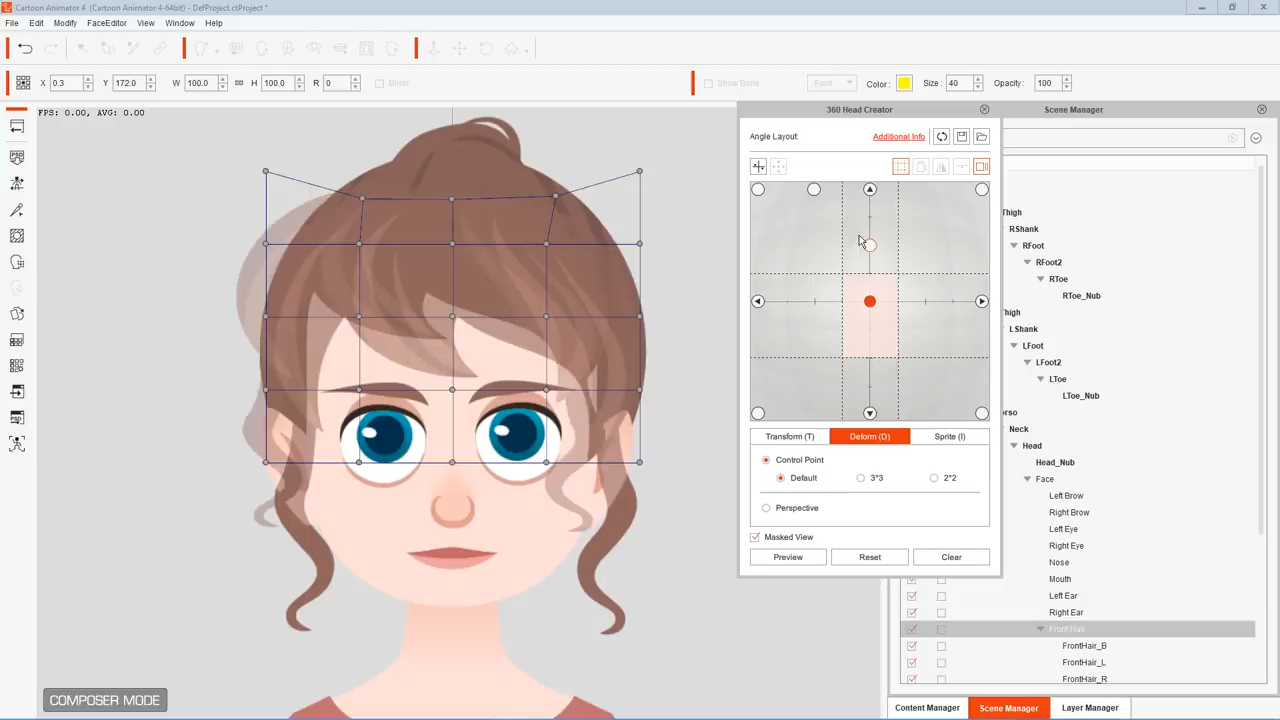 Cartoon Animator 4 (Cartoon Animator 4-64bit) - DefProject.ctProject *
File Edit Modify FaceEditor View Window Help
X 0.3 Y 172.0 W 100.0 H 100.0 R 0 Mirror Show Bone Color: Size: 40 Opacity: 100
FPS: 0.00, AVG: 0.00
360 Head Creator
Scene Manager
Angle Layout: Additional Info
Transform (T) Deform (D) Sprite (I)
Control Point
Default 3*3 2*2
Perspective
Masked View
Preview Reset Clear
Thigh
RShank
RFoot
RFoot2
RToe
RToe_Nub
Thigh
LShank
LFoot
LFoot2
LToe
LToe_Nub
orso
Neck
Head
Head_Nub
Face
Left Brow
Right Brow
Left Eye
Right Eye
Nose
Mouth
Left Ear
Right Ear
Front Hair
FrontHair_B
FrontHair_L
FrontHair_R
COMPOSER MODE
Content Manager Scene Manager Layer Manager